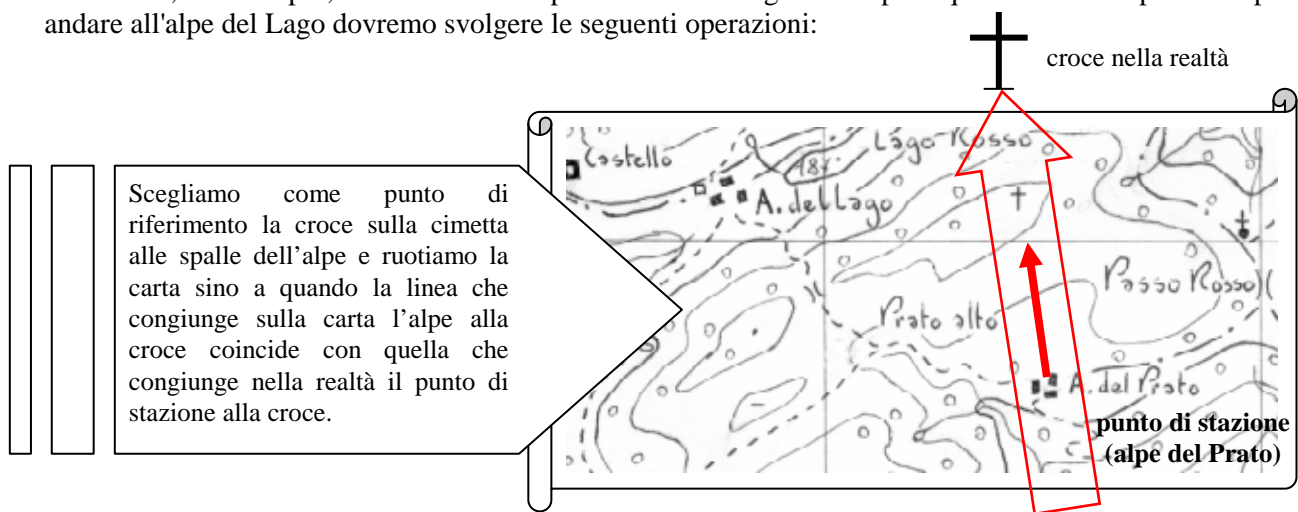 andare all'alpe del Lago dovremo svolgere le seguenti operazioni:
croce nella realtà
Scegliamo come punto di
riferimento la croce sulla cimetta
alle spalle dell’alpe e ruotiamo la
carta sino a quando la linea che
congiunge sulla carta l’alpe alla
croce coincide con quella che
congiunge nella realtà il punto di
stazione alla croce.
Castello
Lago Rosso
A. del Lago
Passo Rosso
Prato alto
A. del Prato
punto di stazione
(alpe del Prato)